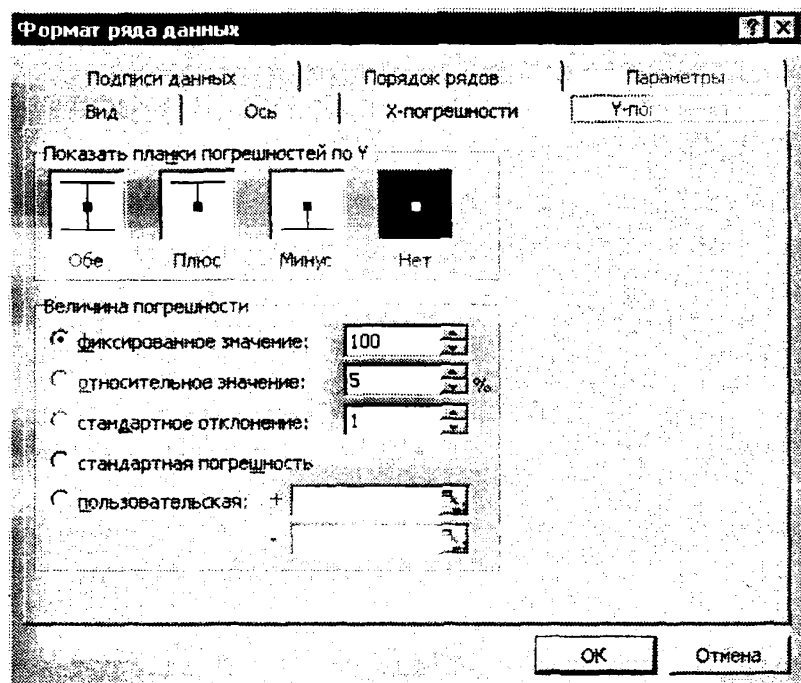 Формат ряда данных
Подписи данных Порядок рядов Параметры
Вид Ось X-погрешности
Показать планки погрешностей по Y
Обе Плюс Минус Нет
Величина погрешности
фиксированное значение: 100
относительное значение: 5 %
стандартное отклонение: 1
стандартная погрешность
пользовательская: +
-
ОК Отмена